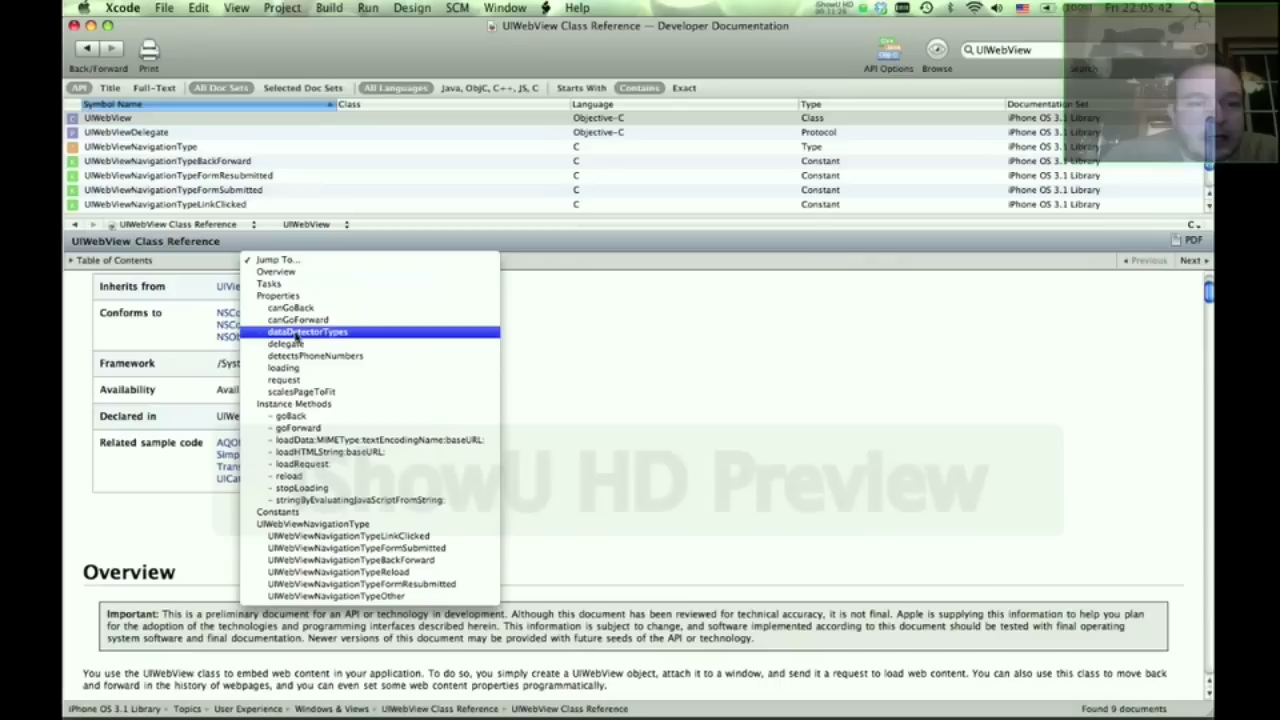 Xcode File Edit View Project Build Run Design SCM Window Help Fri 22:05:42
UIWebView Class Reference — Developer Documentation
UIWebView
Back/Forward Print API Options Browse Search
API Title Full-Text All Doc Sets Selected Doc Sets All Languages Java, ObjC, C++, JS, C Starts With Contains Exact
Symbol Name Class Language Type Documentation Set
UIWebView Objective-C Class iPhone OS 3.1 Library
UIWebViewDelegate Objective-C Protocol iPhone OS 3.1 Library
UIWebViewNavigationType C Type iPhone OS 3.1 Library
UIWebViewNavigationTypeBackForward C Constant iPhone OS 3.1 Library
UIWebViewNavigationTypeFormResubmitted C Constant iPhone OS 3.1 Library
UIWebViewNavigationTypeFormSubmitted C Constant iPhone OS 3.1 Library
UIWebViewNavigationTypeLinkClicked C Constant iPhone OS 3.1 Library
UIWebView Class Reference UIWebView C
UIWebView Class Reference PDF
Table of Contents Previous Next
Jump To...
Overview
Tasks
Properties
canGoBack
canGoForward
dataDetectorTypes
delegate
detectsPhoneNumbers
loading
request
scalesPageToFit
Instance Methods
- goBack
- goForward
- loadData:MIMEType:textEncodingName:baseURL:
- loadHTMLString:baseURL:
- loadRequest:
- reload
- stopLoading
- stringByEvaluatingJavaScriptFromString:
Constants
UIWebViewNavigationType
UIWebViewNavigationTypeLinkClicked
UIWebViewNavigationTypeFormSubmitted
UIWebViewNavigationTypeBackForward
UIWebViewNavigationTypeReload
UIWebViewNavigationTypeFormResubmitted
UIWebViewNavigationTypeOther
Inherits from UIVie
Conforms to NSCo
NSCo
NSOb
Framework /Syst
Availability Avail
Declared in UIWe
Related sample code AQO
Simp
Trans
UICa
iShowU HD Preview
Overview
Important: This is a preliminary document for an API or technology in development. Although this document has been reviewed for technical accuracy, it is not final. Apple is supplying this information to help you plan
for the adoption of the technologies and programming interfaces described herein. This information is subject to change, and software implemented according to this document should be tested with final operating
system software and final documentation. Newer versions of this document may be provided with future seeds of the API or technology.
You use the UIWebView class to embed web content in your application. To do so, you simply create a UIWebView object, attach it to a window, and send it a request to load web content. You can also use this class to move back
and forward in the history of webpages, and you can even set some web content properties programmatically.
iPhone OS 3.1 Library Topics User Experience Windows & Views UIWebView Class Reference UIWebView Class Reference Found 9 documents